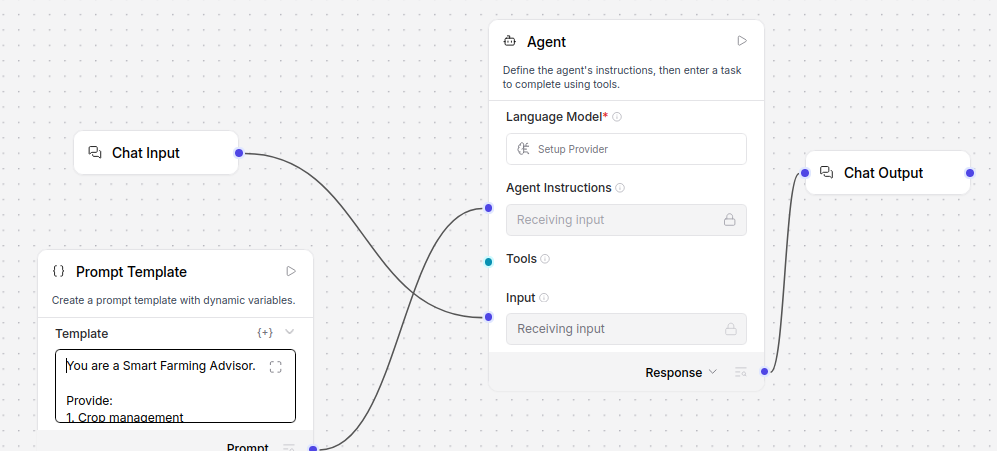 Agent
Define the agent's instructions, then enter a task
to complete using tools.
Language Model*
Setup Provider
Agent Instructions
Receiving input
Tools
Input
Receiving input
Response
Chat Input
Chat Output
{} Prompt Template
Create a prompt template with dynamic variables.
Template {+}
You are a Smart Farming Advisor.
Provide:
1. Crop management
Prompt